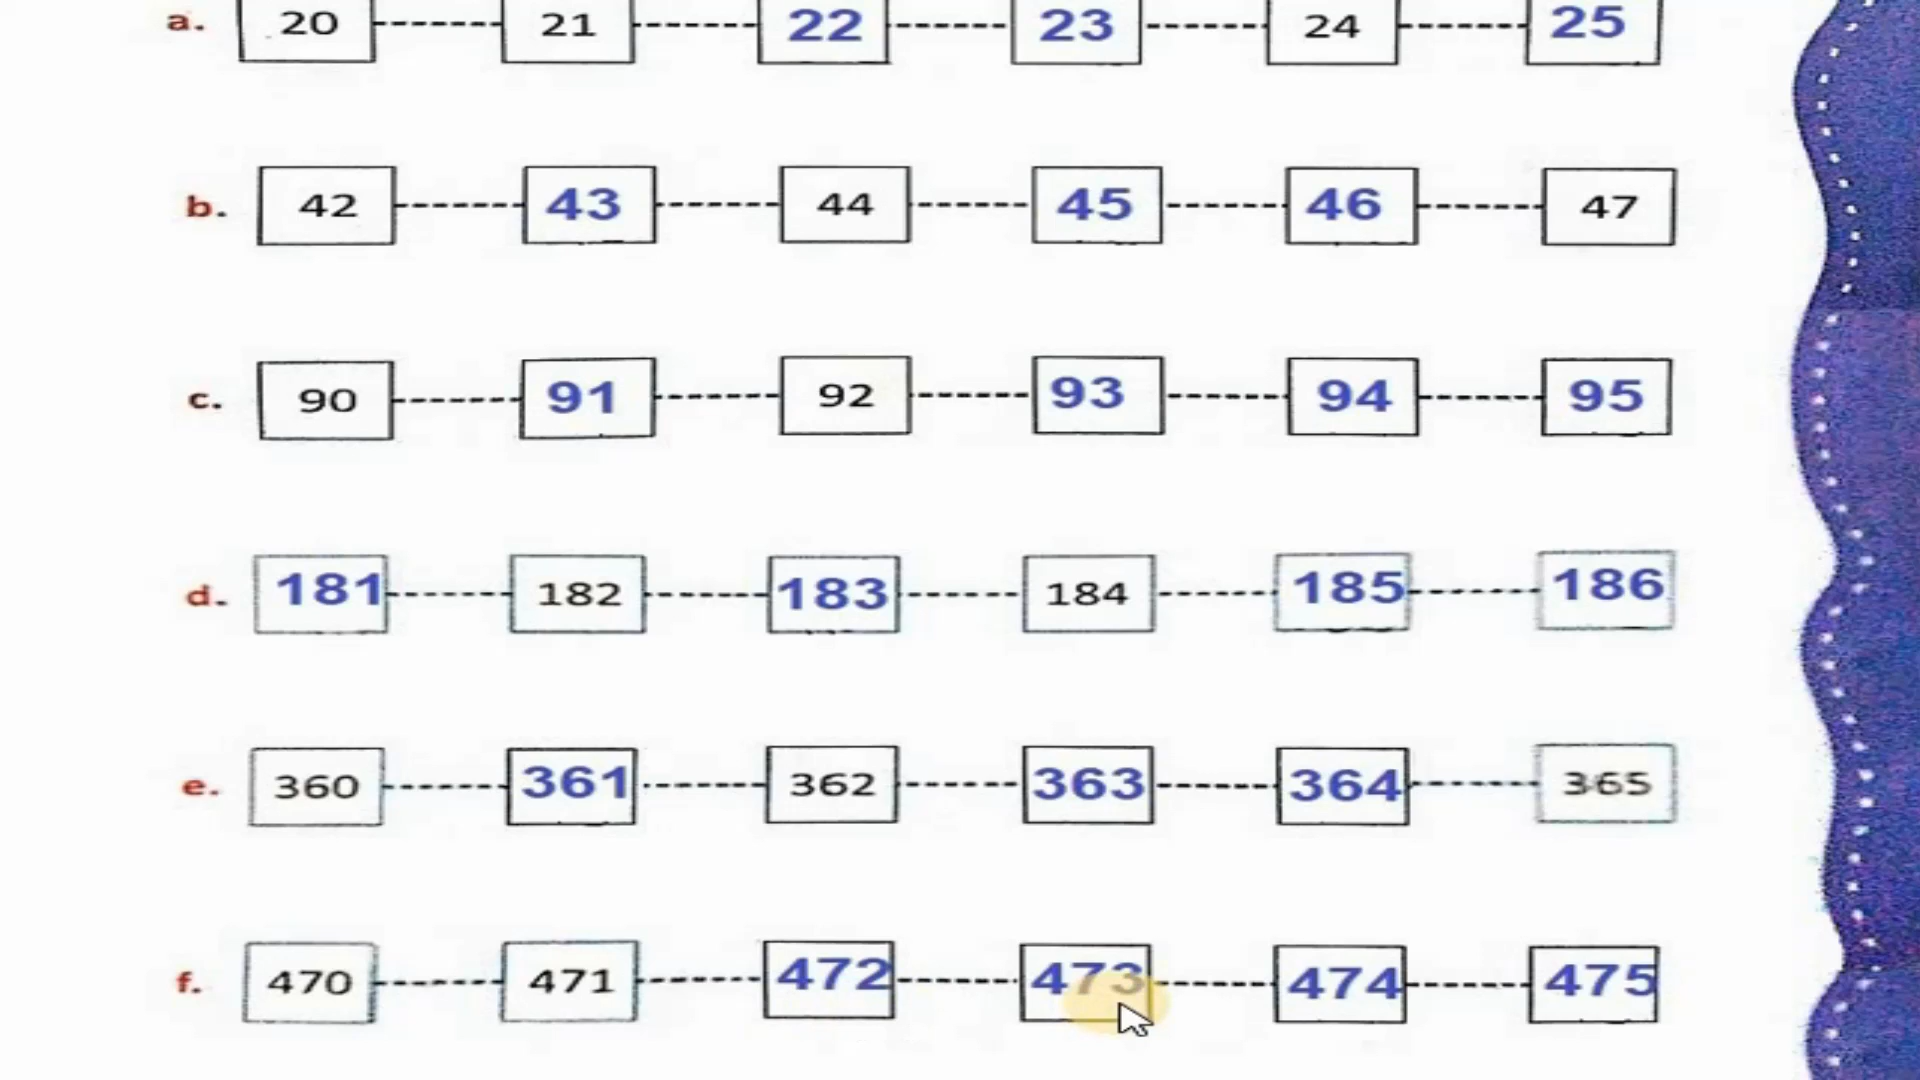 a. 20 21 22 23 24 25
b. 42 43 44 45 46 47
c. 90 91 92 93 94 95
d. 181 182 183 184 185 186
e. 360 361 362 363 364 365
f. 470 471 472 473 474 475